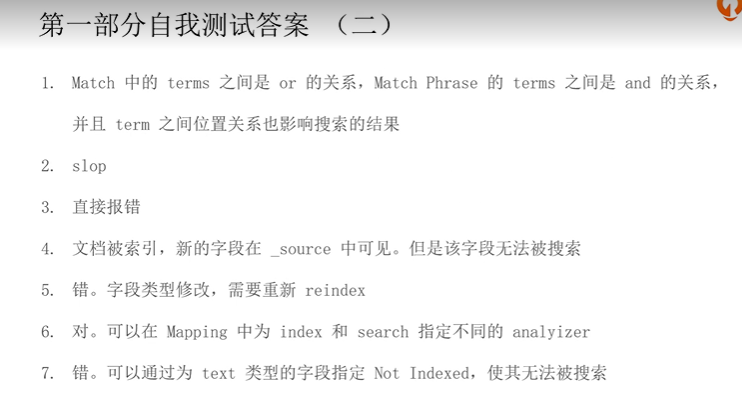 第一部分自我测试答案 (二)
1. Match 中的 terms 之间是 or 的关系，Match Phrase 的 terms 之间是 and 的关系，
并且 term 之间位置关系也影响搜索的结果
2. slop
3. 直接报错
4. 文档被索引，新的字段在 _source 中可见。但是该字段无法被搜索
5. 错。字段类型修改，需要重新 reindex
6. 对。可以在 Mapping 中为 index 和 search 指定不同的 analyizer
7. 错。可以通过为 text 类型的字段指定 Not Indexed，使其无法被搜索